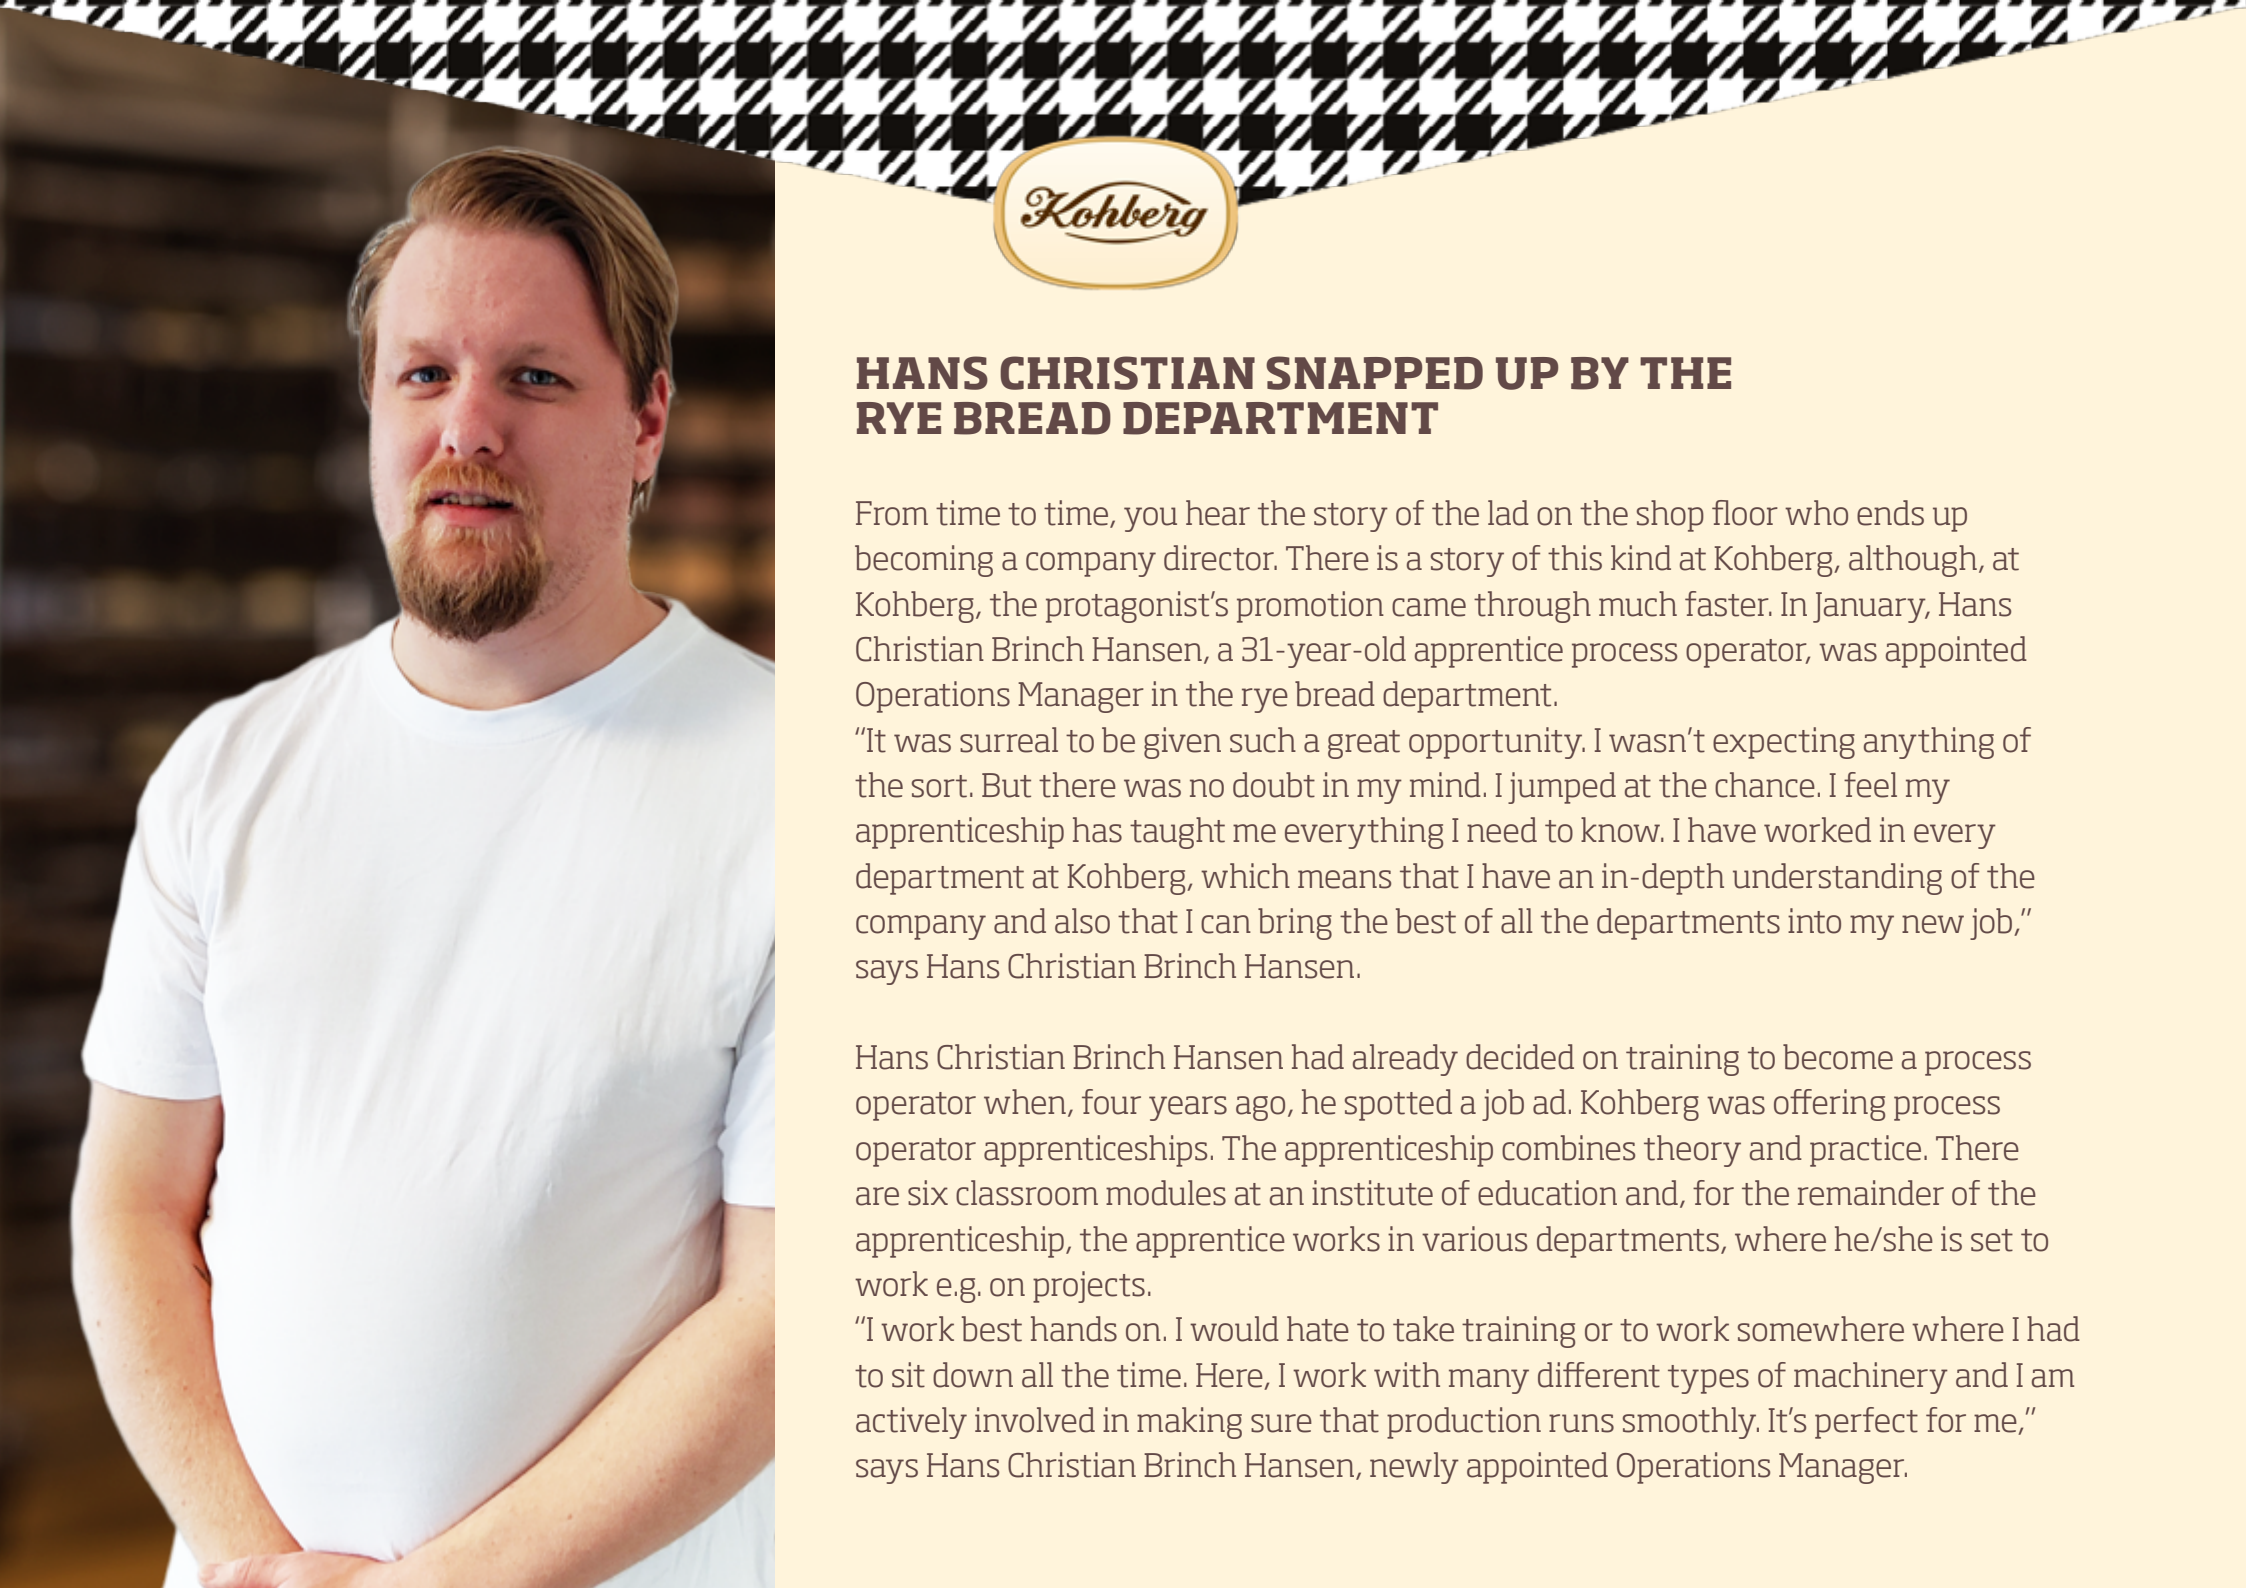 Kohberg
HANS CHRISTIAN SNAPPED UP BY THE
RYE BREAD DEPARTMENT
From time to time, you hear the story of the lad on the shop floor who ends up
becoming a company director. There is a story of this kind at Kohberg, although, at
Kohberg, the protagonist’s promotion came through much faster. In January, Hans
Christian Brinch Hansen, a 31-year-old apprentice process operator, was appointed
Operations Manager in the rye bread department.
“It was surreal to be given such a great opportunity. I wasn’t expecting anything of
the sort. But there was no doubt in my mind. I jumped at the chance. I feel my
apprenticeship has taught me everything I need to know. I have worked in every
department at Kohberg, which means that I have an in-depth understanding of the
company and also that I can bring the best of all the departments into my new job,”
says Hans Christian Brinch Hansen.
Hans Christian Brinch Hansen had already decided on training to become a process
operator when, four years ago, he spotted a job ad. Kohberg was offering process
operator apprenticeships. The apprenticeship combines theory and practice. There
are six classroom modules at an institute of education and, for the remainder of the
apprenticeship, the apprentice works in various departments, where he/she is set to
work e.g. on projects.
“I work best hands on. I would hate to take training or to work somewhere where I had
to sit down all the time. Here, I work with many different types of machinery and I am
actively involved in making sure that production runs smoothly. It’s perfect for me,”
says Hans Christian Brinch Hansen, newly appointed Operations Manager.